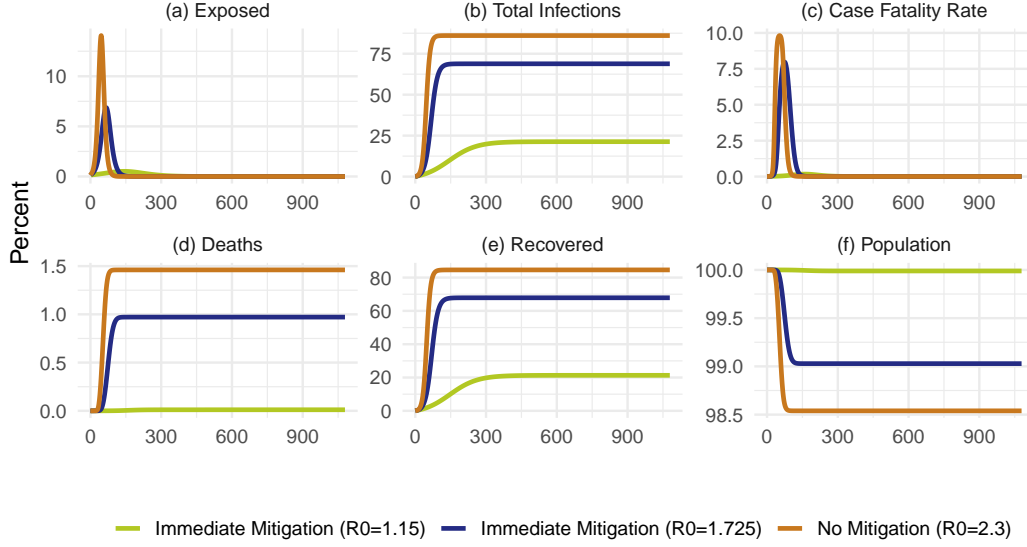 (a) Exposed
(b) Total Infections
(c) Case Fatality Rate
10
5
0
75
50
25
0
10.0
7.5
5.0
2.5
0.0
0 300 600 900
0 300 600 900
0 300 600 900
Percent
(d) Deaths
(e) Recovered
(f) Population
1.5
1.0
0.5
0.0
80
60
40
20
0
100.0
99.5
99.0
98.5
0 300 600 900
0 300 600 900
0 300 600 900
Immediate Mitigation (R0=1.15) Immediate Mitigation (R0=1.725) No Mitigation (R0=2.3)